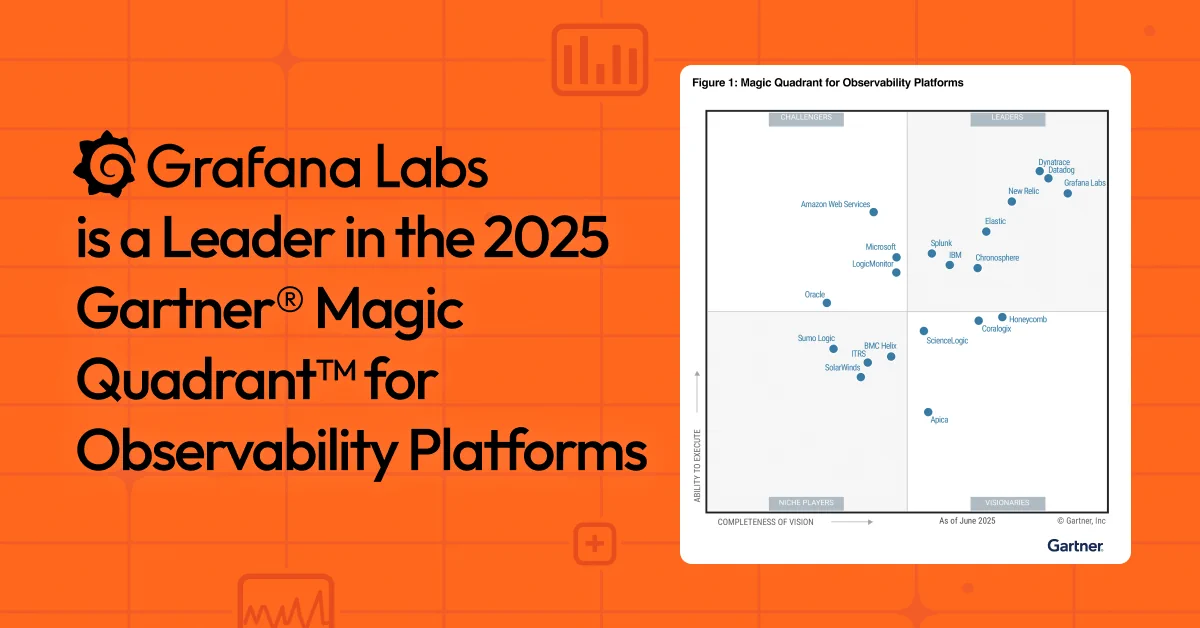 Grafana Labs
is a Leader in the 2025
Gartner® Magic
Quadrant™ for
Observability Platforms
Figure 1: Magic Quadrant for Observability Platforms
CHALLENGERS
LEADERS
Dynatrace
Datadog
Grafana Labs
New Relic
Amazon Web Services
Elastic
Microsoft
Splunk
LogicMonitor
IBM
Chronosphere
Oracle
Honeycomb
Coralogix
ScienceLogic
Sumo Logic
BMC Helix
ITRS
SolarWinds
Apica
ABILITY TO EXECUTE
NICHE PLAYERS
VISIONARIES
COMPLETENESS OF VISION
As of June 2025
© Gartner, Inc
Gartner